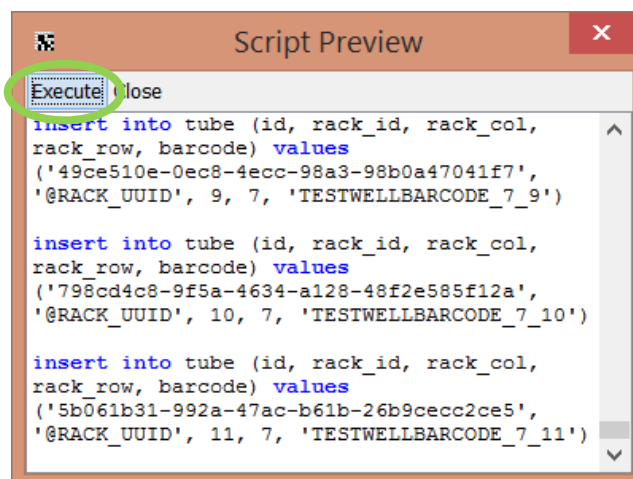 Script Preview
Execute Close
insert into tube (id, rack_id, rack_col,
rack_row, barcode) values
('49ce510e-0ec8-4ecc-98a3-98b0a47041f7',
'@RACK_UUID', 9, 7, 'TESTWELLBARCODE_7_9')
insert into tube (id, rack_id, rack_col,
rack_row, barcode) values
('798cd4c8-9f5a-4634-a128-48f2e585f12a',
'@RACK_UUID', 10, 7, 'TESTWELLBARCODE_7_10')
insert into tube (id, rack_id, rack_col,
rack_row, barcode) values
('5b061b31-992a-47ac-b61b-26b9cecc2ce5',
'@RACK_UUID', 11, 7, 'TESTWELLBARCODE_7_11')